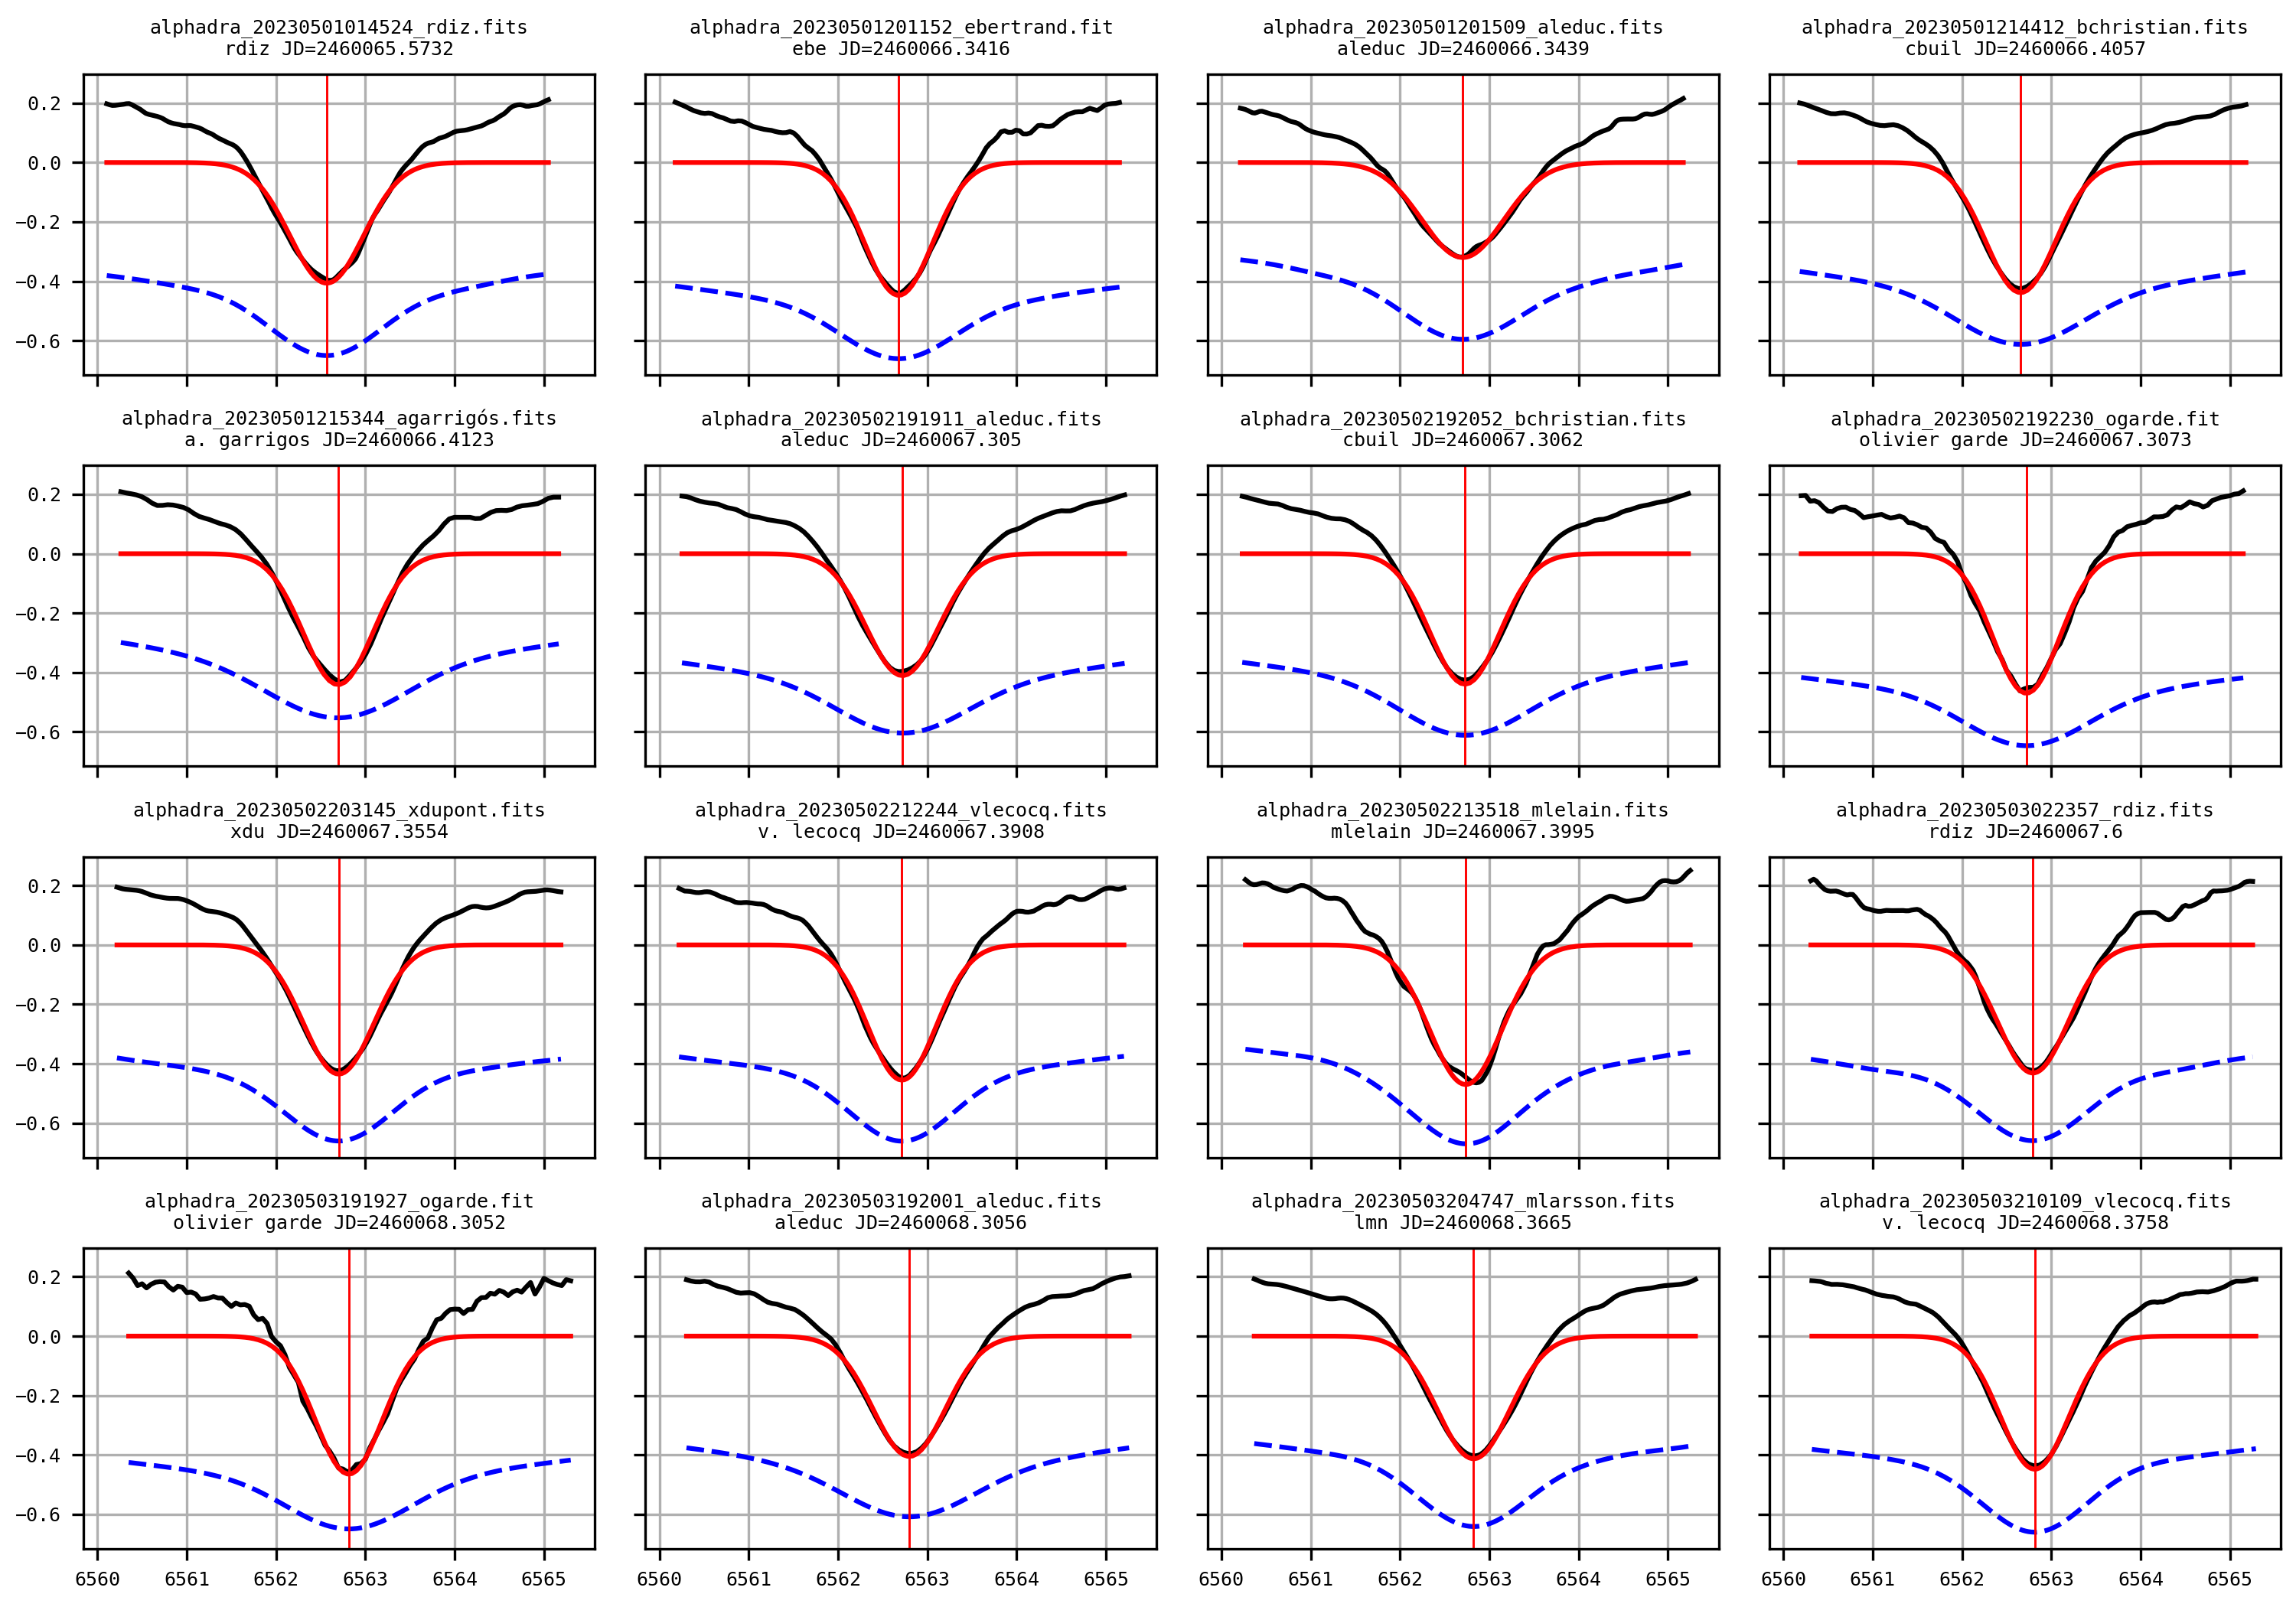 alphadra_20230501014524_rdiz.fits
rdiz JD=2460065.5732
alphadra_20230501201152_ebertrand.fit
ebe JD=2460066.3416
alphadra_20230501201509_aleduc.fits
aleduc JD=2460066.3439
alphadra_20230501214412_bchristian.fits
cbuil JD=2460066.4057
0.2
0.0
−0.2
−0.4
−0.6
alphadra_20230501215344_agarrigós.fits
a. garrigos JD=2460066.4123
alphadra_20230502191911_aleduc.fits
aleduc JD=2460067.305
alphadra_20230502192052_bchristian.fits
cbuil JD=2460067.3062
alphadra_20230502192230_ogarde.fit
olivier garde JD=2460067.3073
0.2
0.0
−0.2
−0.4
−0.6
alphadra_20230502203145_xdupont.fits
xdu JD=2460067.3554
alphadra_20230502212244_vlecocq.fits
v. lecocq JD=2460067.3908
alphadra_20230502213518_mlelain.fits
mlelain JD=2460067.3995
alphadra_20230503022357_rdiz.fits
rdiz JD=2460067.6
0.2
0.0
−0.2
−0.4
−0.6
alphadra_20230503191927_ogarde.fit
olivier garde JD=2460068.3052
alphadra_20230503192001_aleduc.fits
aleduc JD=2460068.3056
alphadra_20230503204747_mlarsson.fits
lmn JD=2460068.3665
alphadra_20230503210109_vlecocq.fits
v. lecocq JD=2460068.3758
0.2
0.0
−0.2
−0.4
−0.6
6560 6561 6562 6563 6564 6565
6560 6561 6562 6563 6564 6565
6560 6561 6562 6563 6564 6565
6560 6561 6562 6563 6564 6565